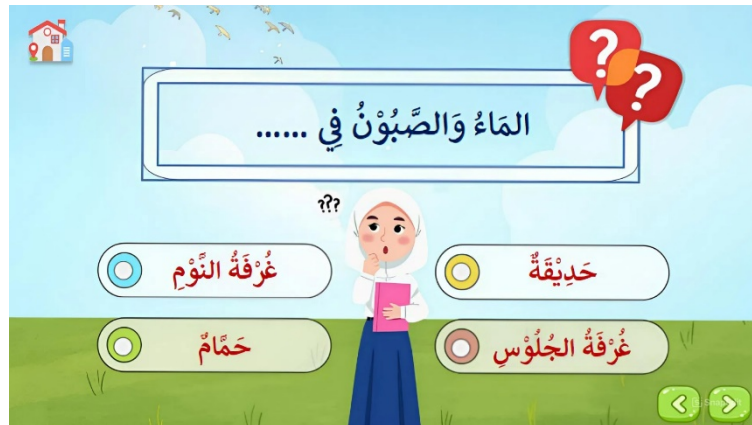 المَاءُ وَالصَّبُوْنُ فِي ......
???
حَدِيْقَةٌ
غُرْفَةُ النَّوْمِ
غُرْفَةُ الجُلُوْسِ
حَمَّامٌ
? ?